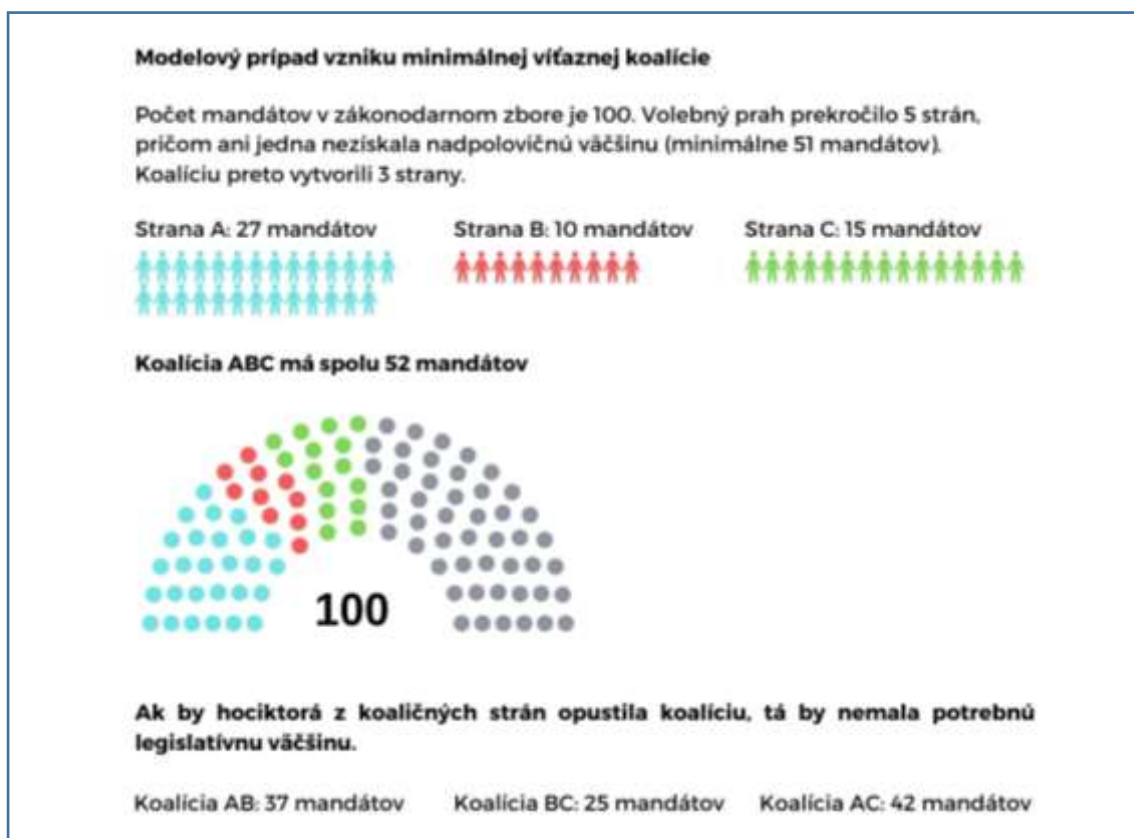 Modelový prípad vzniku minimálnej víťaznej koalície
Počet mandátov v zákonodarnom zbore je 100. Volebný prah prekročilo 5 strán,
pričom ani jedna nezískala nadpolovičnú väčšinu (minimálne 51 mandátov).
Koalíciu preto vytvorili 3 strany.
Strana A: 27 mandátov
Strana B: 10 mandátov
Strana C: 15 mandátov
Koalícia ABC má spolu 52 mandátov
100
Ak by hociktorá z koaličných strán opustila koalíciu, tá by nemala potrebnú
legislatívnu väčšinu.
Koalícia AB: 37 mandátov
Koalícia BC: 25 mandátov
Koalícia AC: 42 mandátov